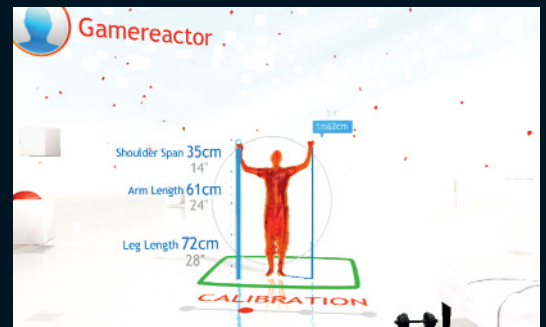 Gamereactor
1m62cm
Shoulder Span 35cm
14"
Arm Length 61cm
24"
Leg Length 72cm
28"
CALIBRATION